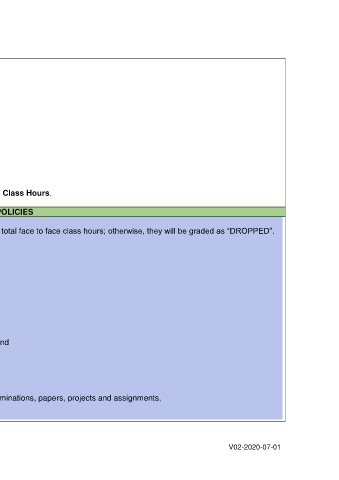 Class Hours.
POLICIES
total face to face class hours; otherwise, they will be graded as “DROPPED”.
nd
minations, papers, projects and assignments.
V02-2020-07-01